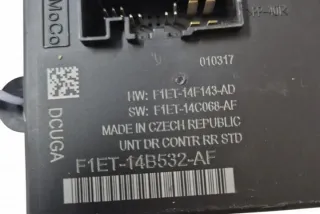 MoCo
010317
DCUGA
HW: F1ET-14F143-AD
SW: F1ET-14C068-AF
MADE IN CZECH REPUBLIC
UNIT DR CONTR RR STD
F1ET-14B532-AF